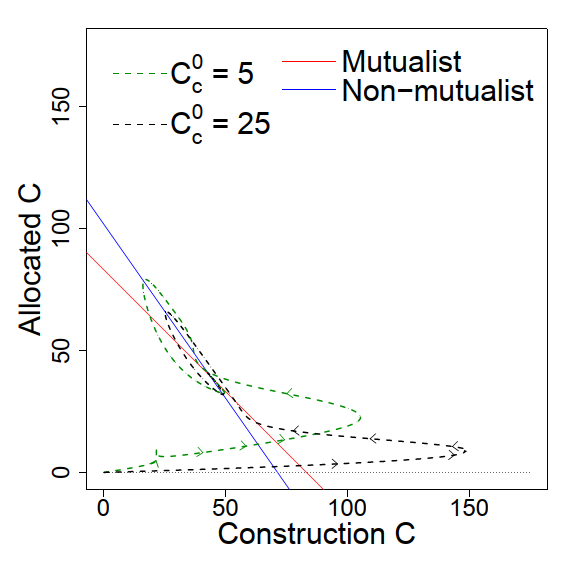 C_c^0 = 5
C_c^0 = 25
Mutualist
Non−mutualist
Allocated C
150
100
50
0
0
50
100
150
Construction C